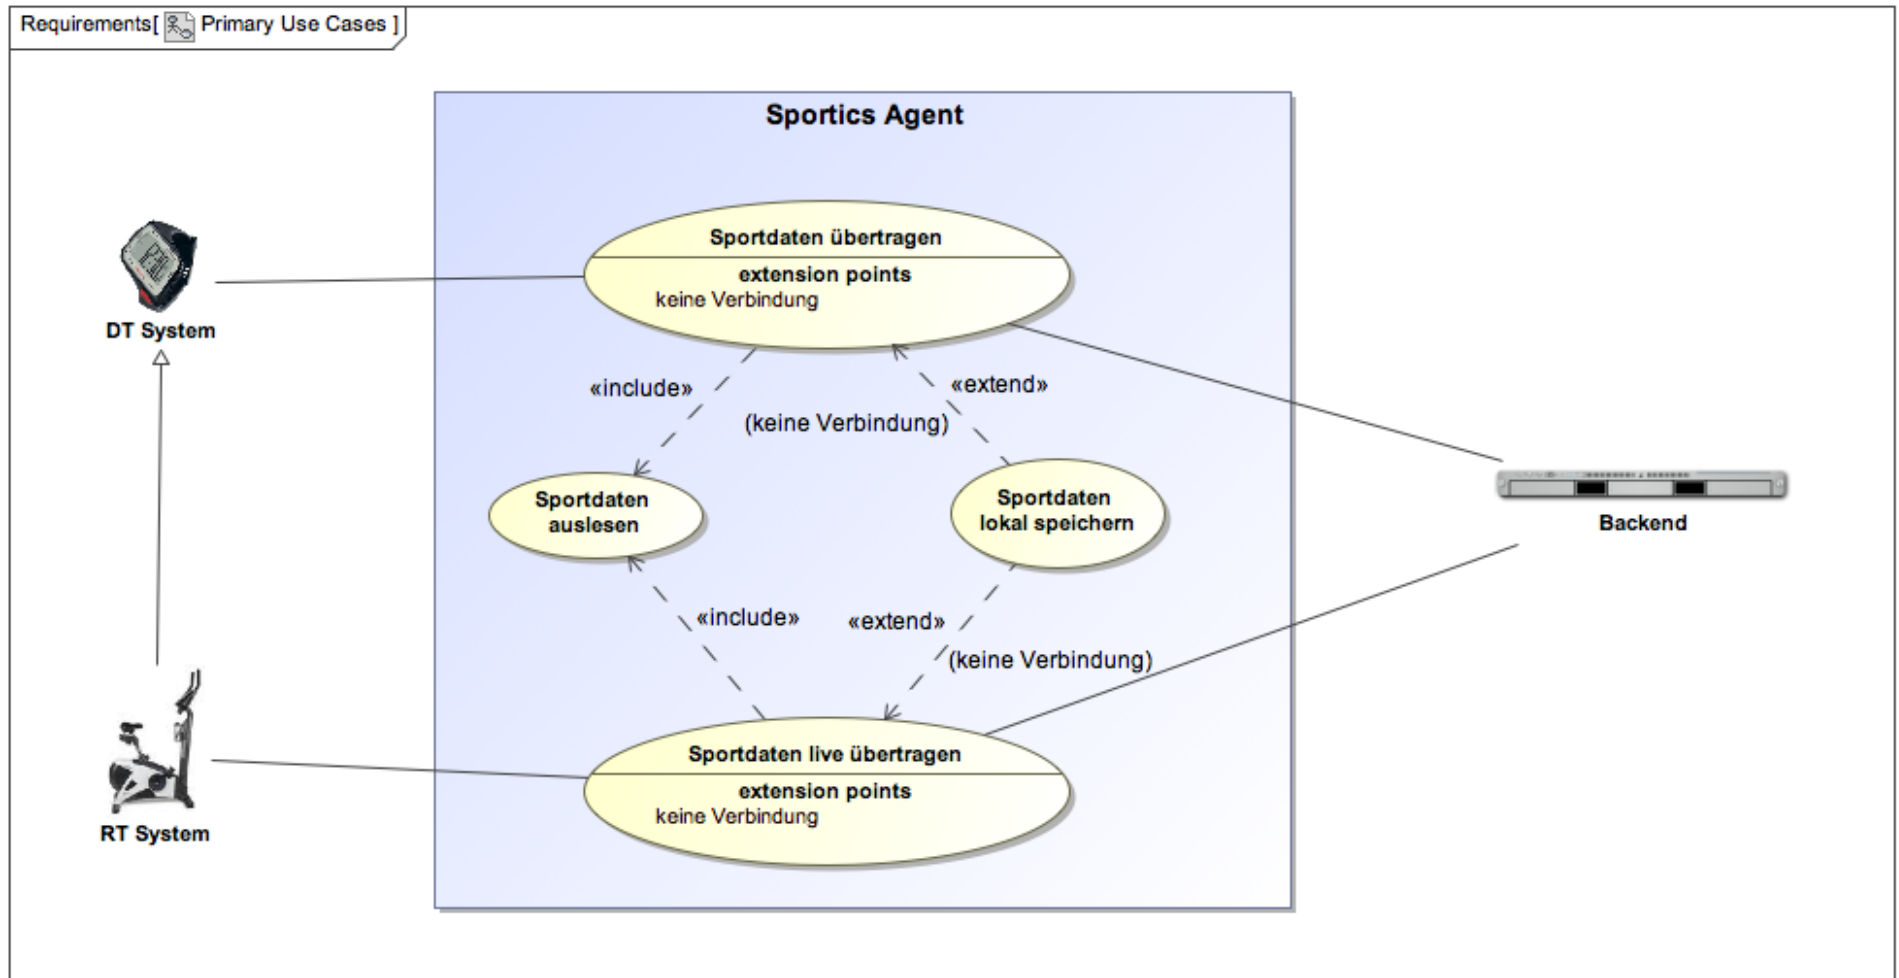 Requirements[ Primary Use Cases ]
Sportics Agent
Sportdaten übertragen
extension points
keine Verbindung
DT System
«include»
«extend»
(keine Verbindung)
Sportdaten
auslesen
Sportdaten
lokal speichern
Backend
«include»
«extend»
(keine Verbindung)
Sportdaten live übertragen
extension points
keine Verbindung
RT System